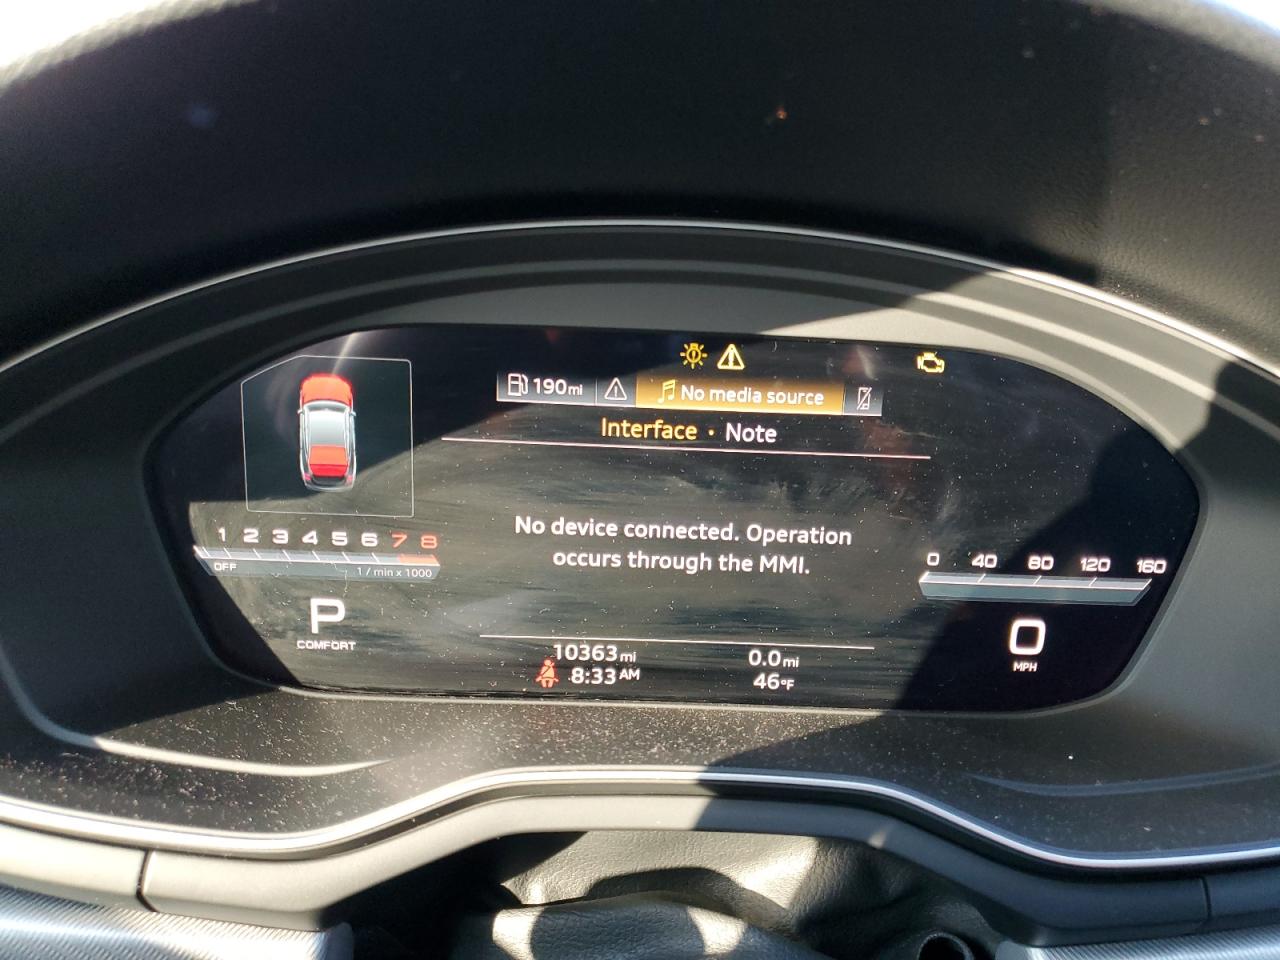 190mi
No media source
Interface · Note
No device connected. Operation
occurs through the MMI.
1 2 3 4 5 6 7 8
OFF
1 / min x 1000
0 40 80 120 160
P
COMFORT
0
MPH
10363mi 0.0mi
8:33AM 46°F